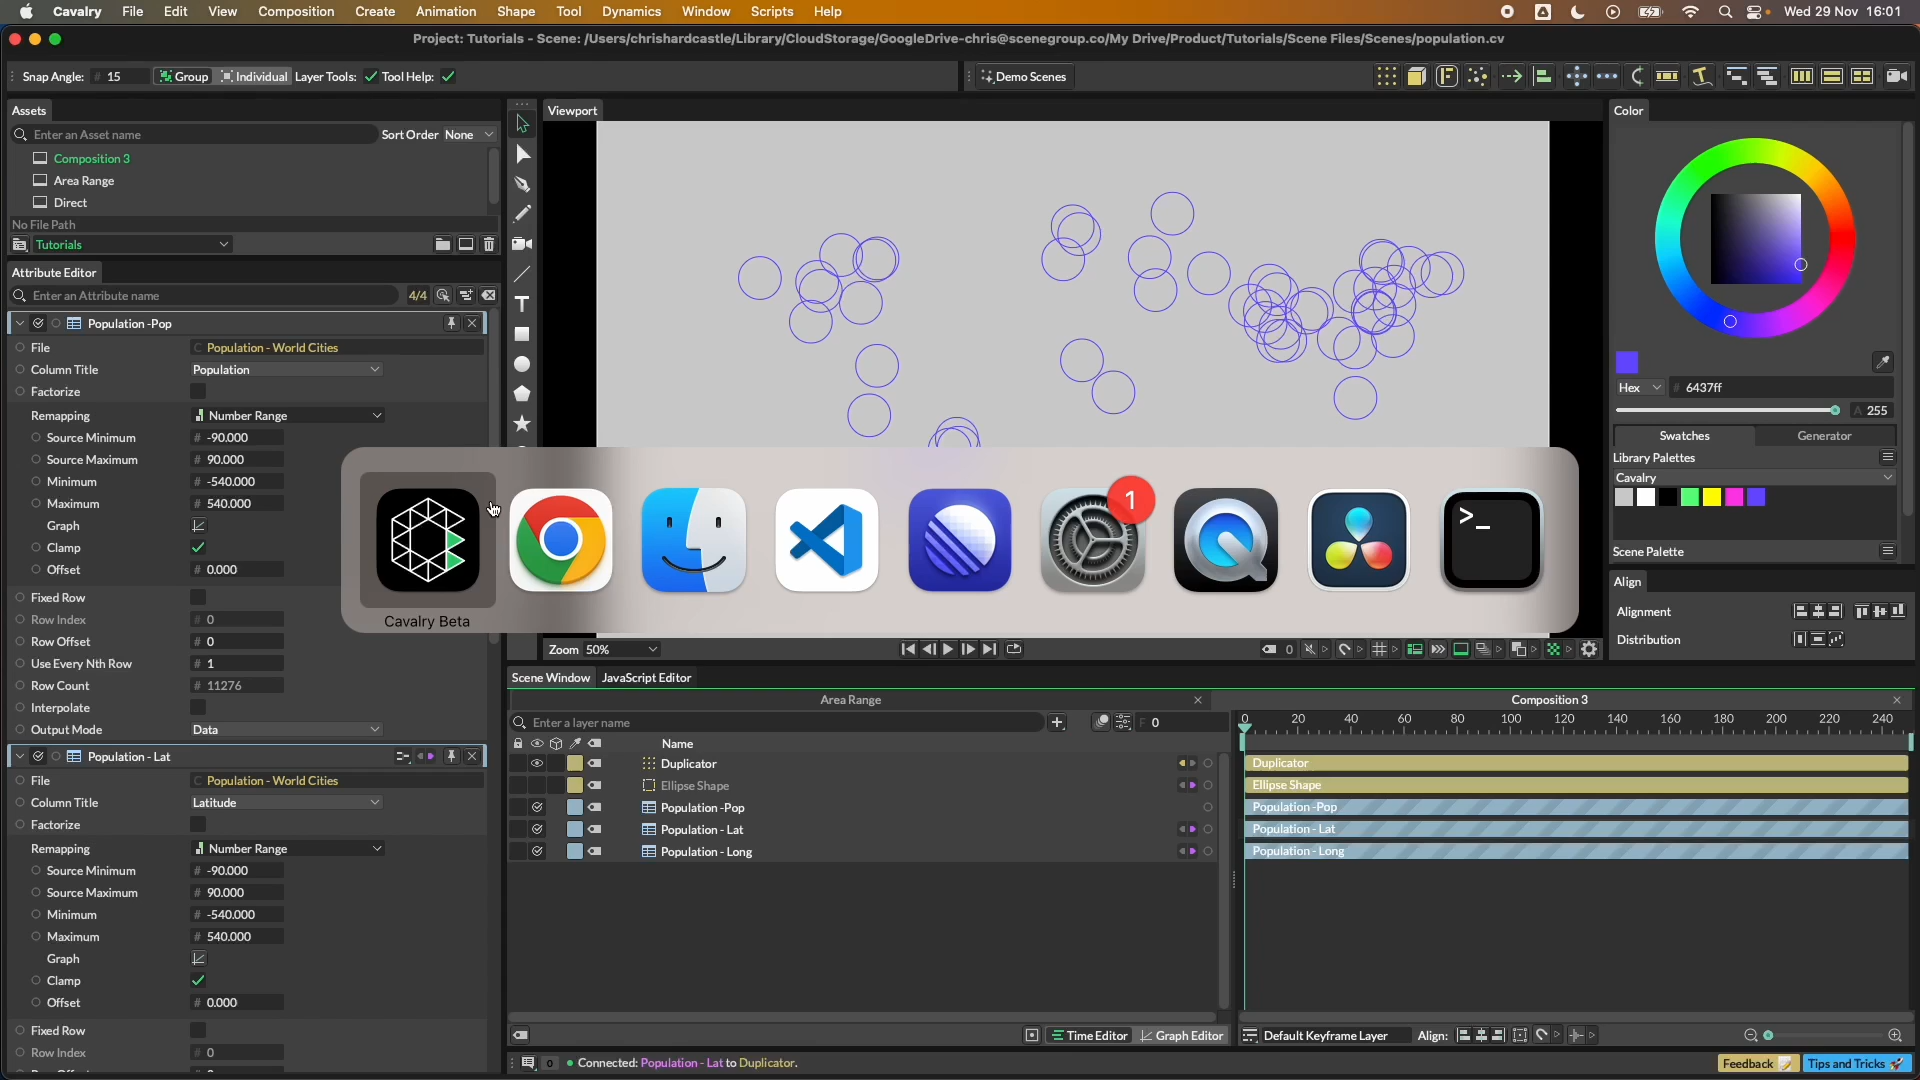 Cavalry File Edit View Composition Create Animation Shape Tool Dynamics Window Scripts Help Wed 29 Nov 16:01
Project: Tutorials - Scene: /Users/chrishardcastle/Library/CloudStorage/GoogleDrive-chris@scenegroup.co/My Drive/Product/Tutorials/Scene Files/Scenes/population.cv
Snap Angle: # 15 Group Individual Layer Tools: Tool Help: Demo Scenes
Assets
Enter an Asset name Sort Order None
Composition 3
Area Range
Direct
No File Path
Tutorials
Attribute Editor
Enter an Attribute name 4/4
Population -Pop
File C Population - World Cities
Column Title Population
Factorize
Remapping Number Range
Source Minimum # -90.000
Source Maximum # 90.000
Minimum # -540.000
Maximum # 540.000
Graph
Clamp
Offset # 0.000
Fixed Row
Row Index # 0
Row Offset # 0
Use Every Nth Row # 1
Row Count # 11276
Interpolate
Output Mode Data
Population - Lat
File C Population - World Cities
Column Title Latitude
Factorize
Remapping Number Range
Source Minimum # -90.000
Source Maximum # 90.000
Minimum # -540.000
Maximum # 540.000
Graph
Clamp
Offset # 0.000
Fixed Row
Row Index # 0
Viewport
T
1
>_
Cavalry Beta
Zoom 50% 0
Color
Hex # 6437ff
A 255
Swatches Generator
Library Palettes
Cavalry
Scene Palette
Align
Alignment
Distribution
Scene Window JavaScript Editor
Area Range Composition 3
Enter a layer name F 0
0 20 40 60 80 100 120 140 160 180 200 220 240
Name
Duplicator Duplicator
Ellipse Shape Ellipse Shape
Population -Pop Population -Pop
Population - Lat Population - Lat
Population - Long Population - Long
Time Editor Graph Editor Default Keyframe Layer Align:
0 Connected: Population - Lat to Duplicator. Feedback Tips and Tricks